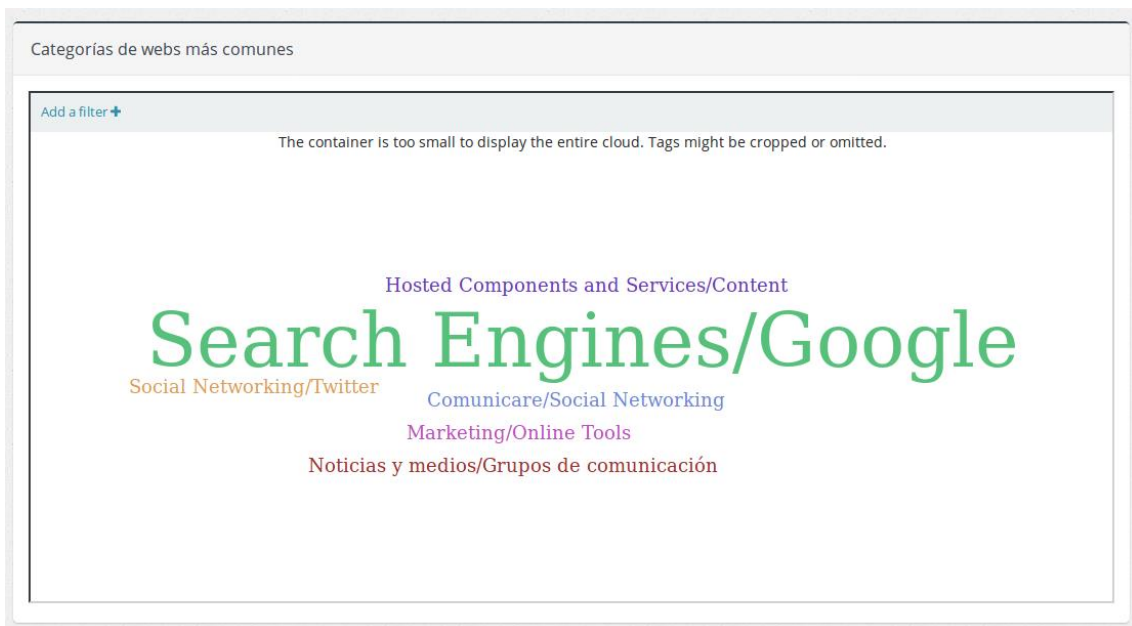 Categorías de webs más comunes
Add a filter +
The container is too small to display the entire cloud. Tags might be cropped or omitted.
Hosted Components and Services/Content
Search Engines/Google
Social Networking/Twitter
Comunicare/Social Networking
Marketing/Online Tools
Noticias y medios/Grupos de comunicación